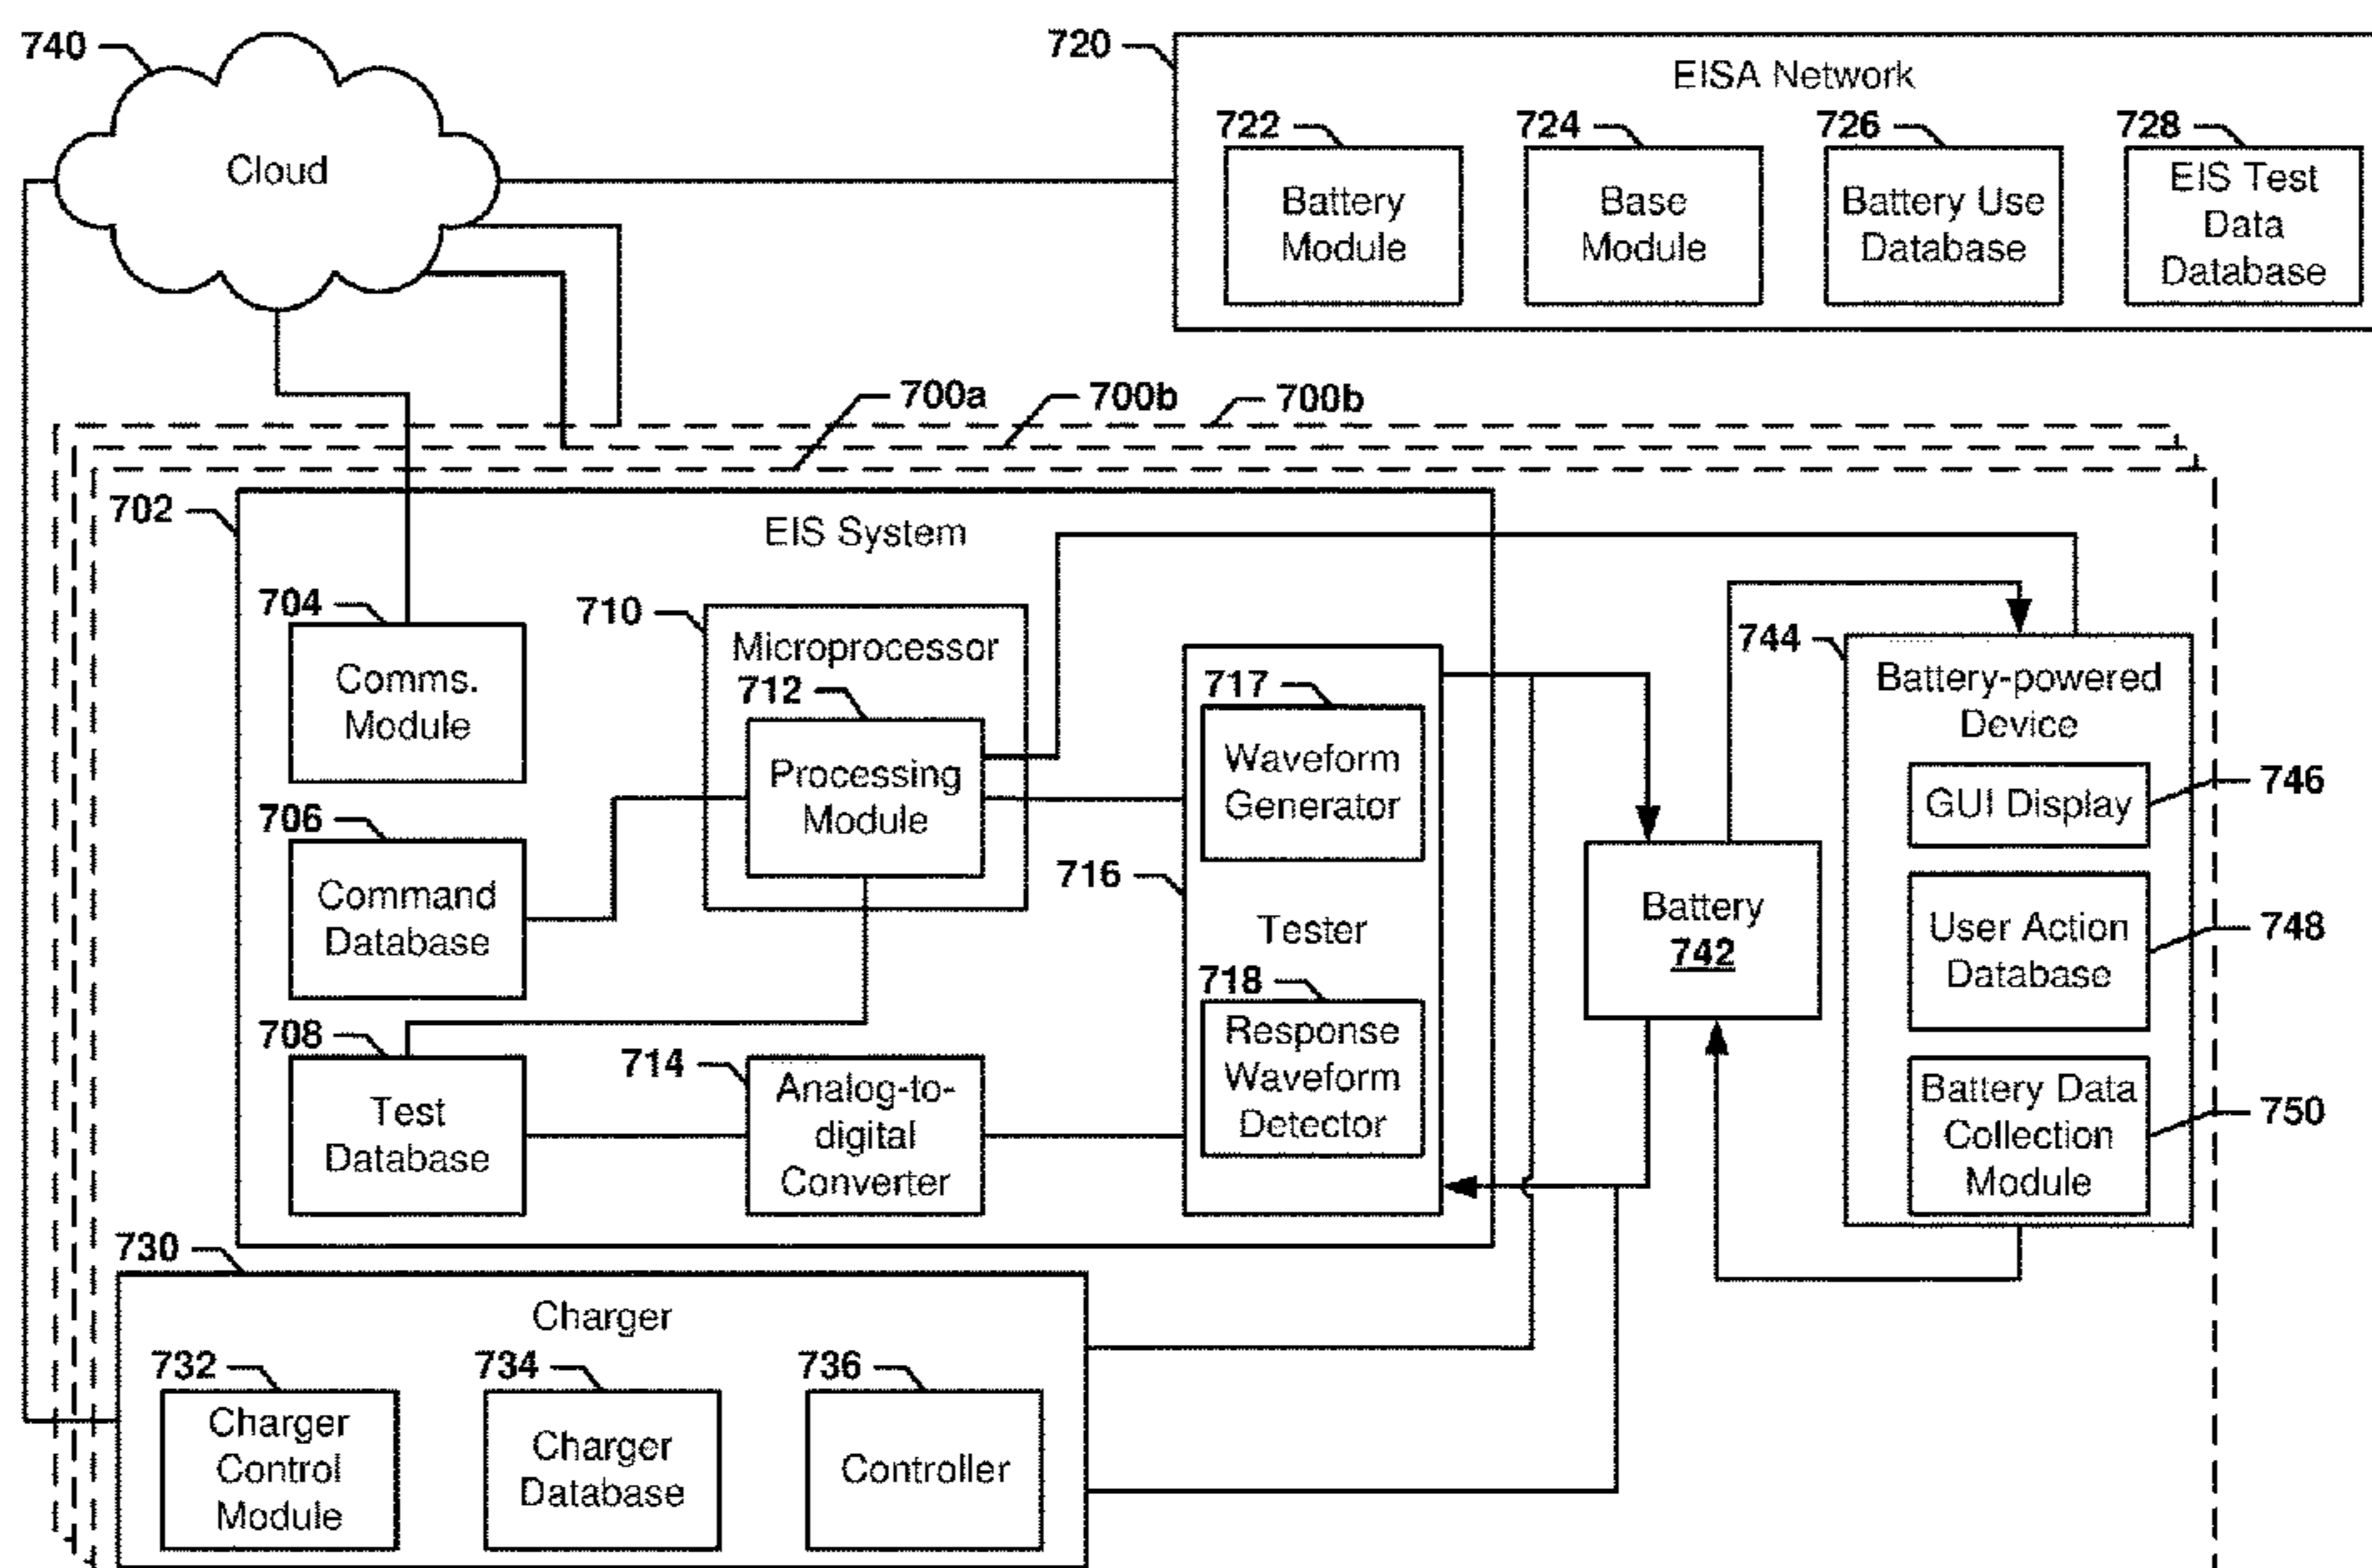 740
720
EISA Network
722
724
726
728
Cloud
Battery
Module
Base
Module
Battery Use
Database
EIS Test
Data
Database
700a
700b
700b
702
EIS System
704
Comms.
Module
710
Microprocessor
712
Processing
Module
706
Command
Database
708
Test
Database
714
Analog-to-
digital
Converter
717
Waveform
Generator
716
Tester
718
Response
Waveform
Detector
Battery
742
744
Battery-powered
Device
GUI Display
746
User Action
Database
748
Battery Data
Collection
Module
750
730
Charger
732
Charger
Control
Module
734
Charger
Database
736
Controller